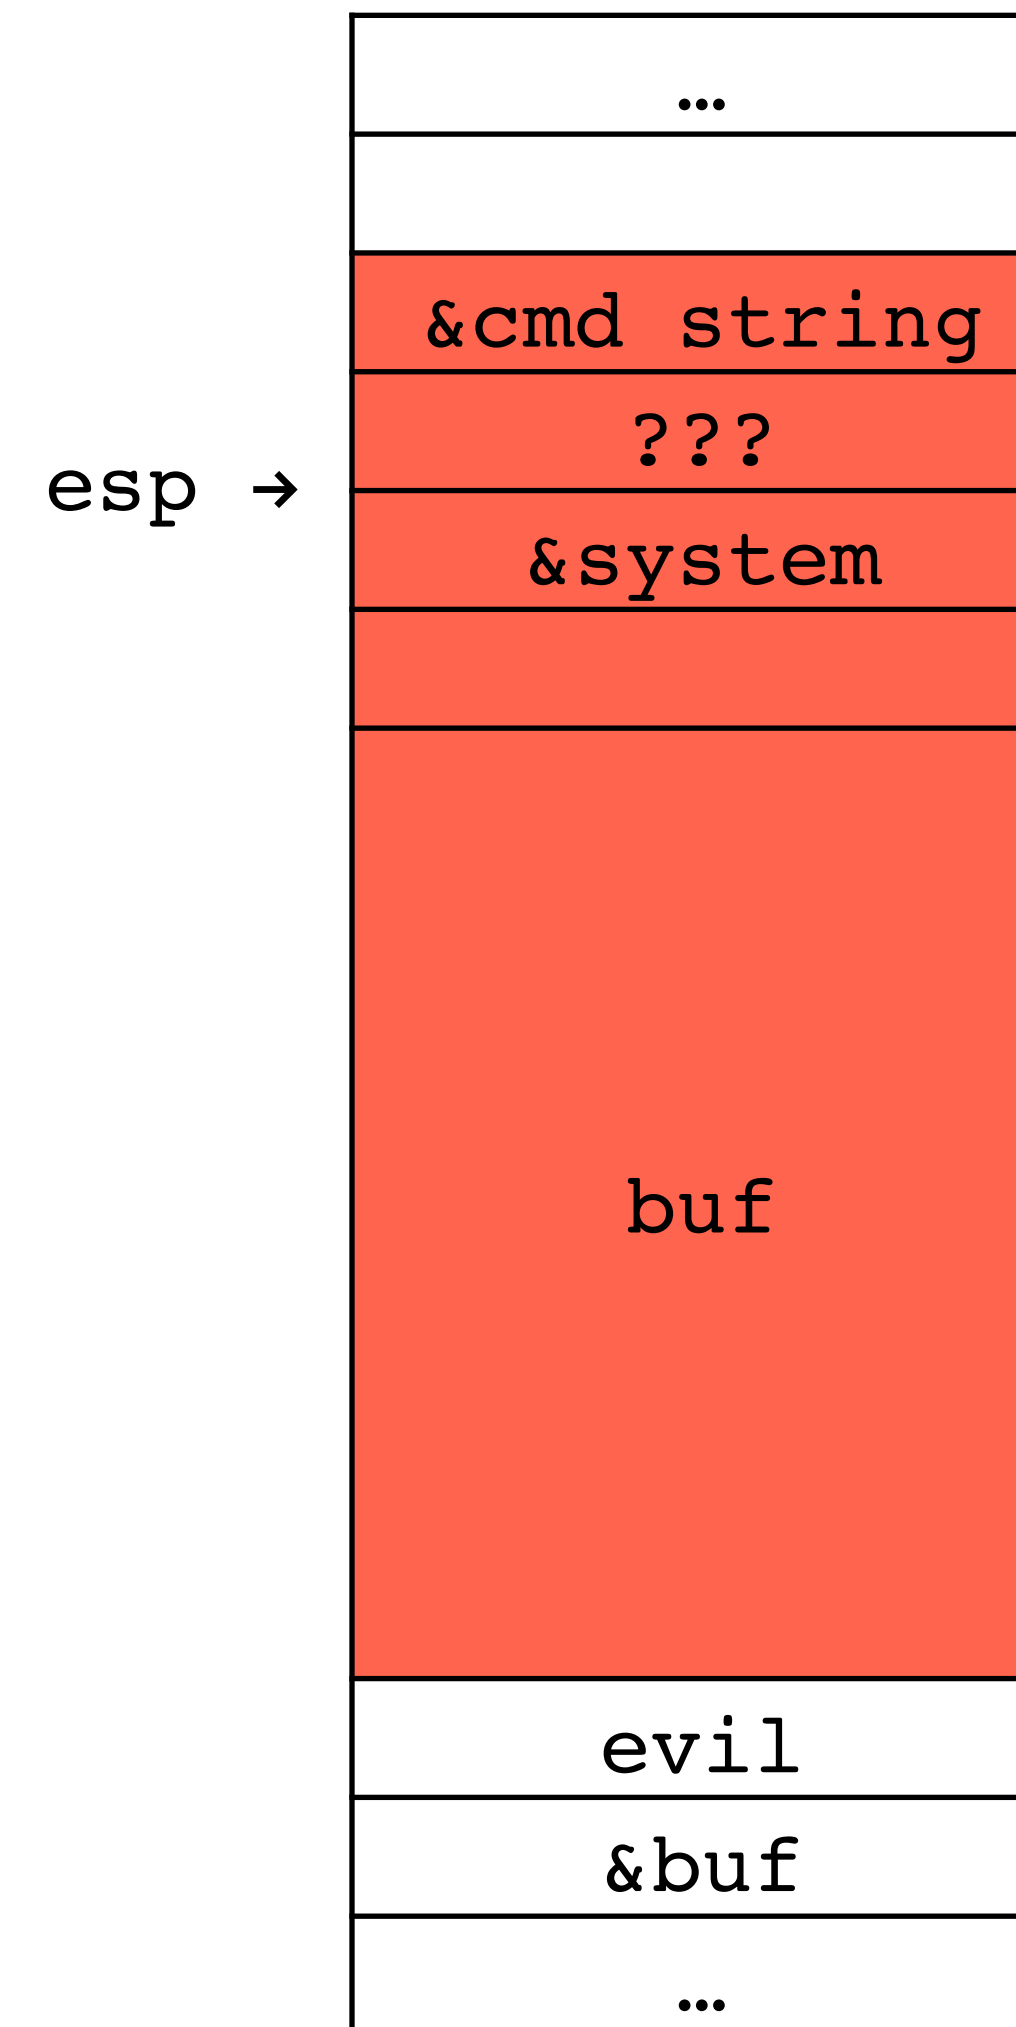 …
&cmd string
???
esp →
&system
buf
evil
&buf
…